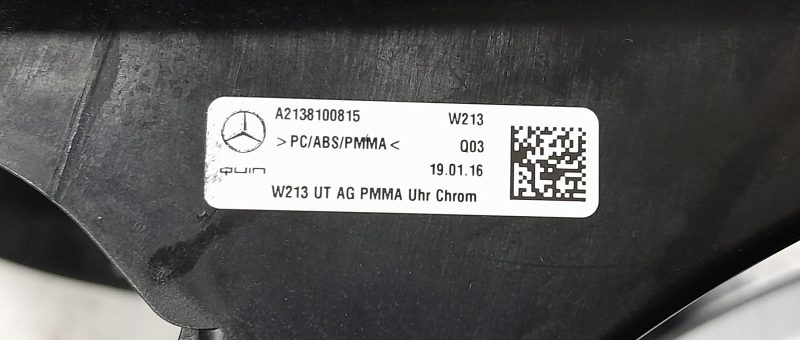 A2138100815 W213
>PC/ABS/PMMA< Q03
QUIN 19.01.16
W213 UT AG PMMA Uhr Chrom